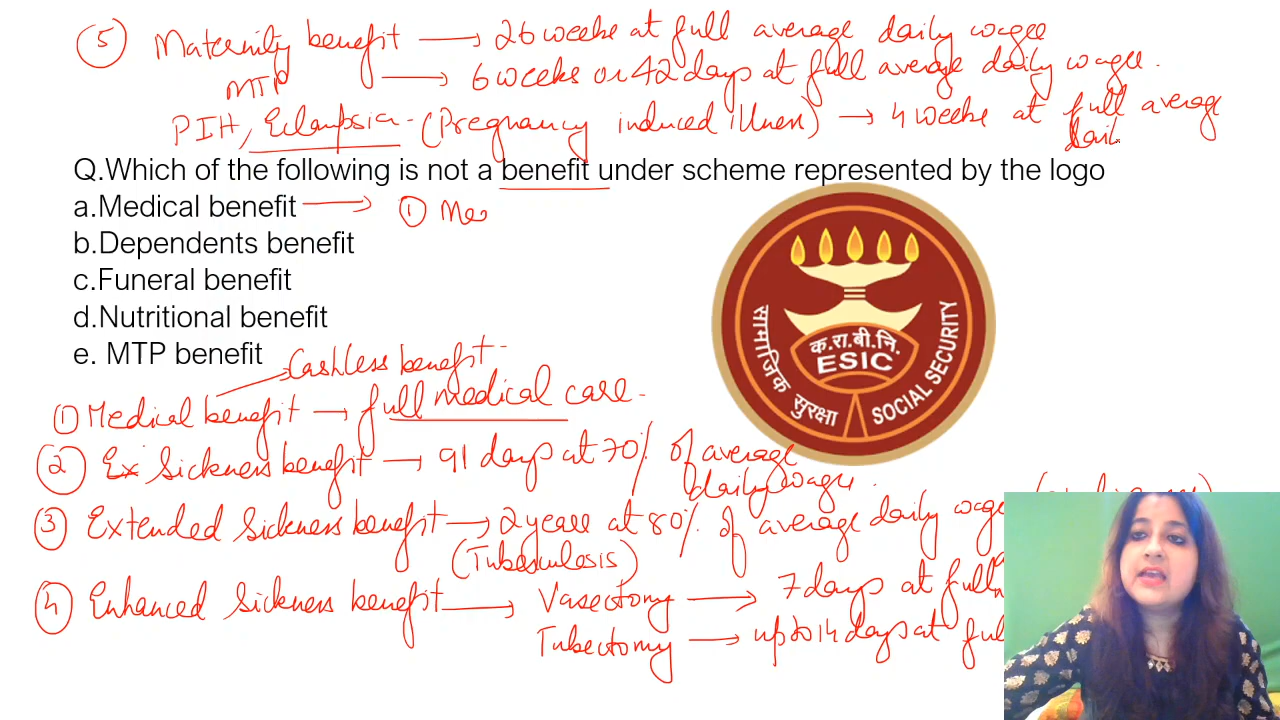 5 Maternity benefit → 26 weeks at full average daily wagee
MTP → 6 weeks or 42 days at full average daily wagee.
PIH, Eclampsia - (Pregnancy induced illness) → 4 weeks at full average
daily
Q.Which of the following is not a benefit under scheme represented by the logo
a.Medical benefit → ① Me
b.Dependents benefit
c.Funeral benefit
d.Nutritional benefit
e. MTP benefit
Cashless benefit -
① Medical benefit → full medical care.
2 Ex Sickness benefit → 91 days at 70% of average
daily wagee.
3 Extended Sickness benefit → 2 years at 80% of average daily wage
(Tuberculosis)
4 Enhanced Sickness benefit → Vasectomy → 7 days at full
Tubectomy → upto 14 days at ful
क.रा.बी.नि.
ESIC
सामाजिक सुरक्षा
SOCIAL SECURITY